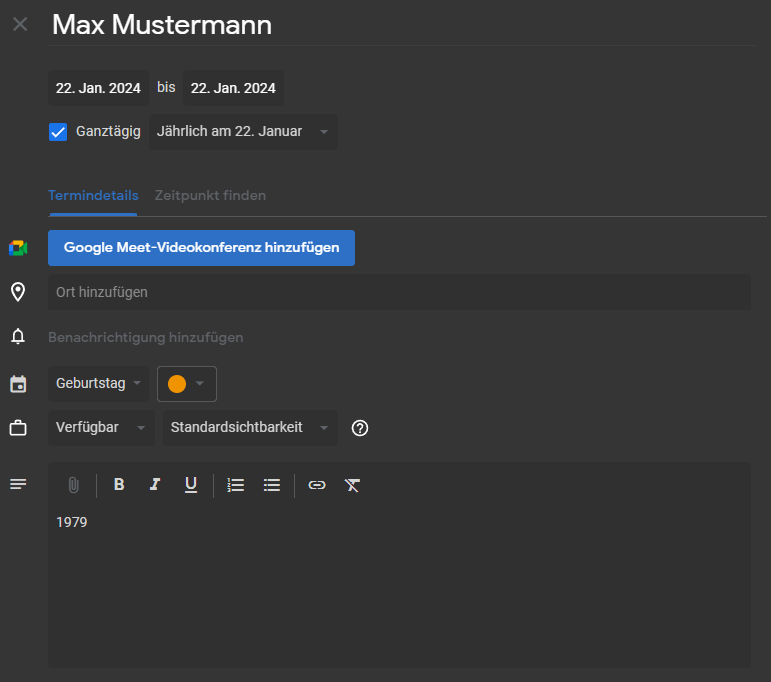 Max Mustermann
22. Jan. 2024 bis 22. Jan. 2024
Ganztägig Jährlich am 22. Januar
Termindetails Zeitpunkt finden
Google Meet-Videokonferenz hinzufügen
Ort hinzufügen
Benachrichtigung hinzufügen
Geburtstag
Verfügbar Standardsichtbarkeit
B I U
1979